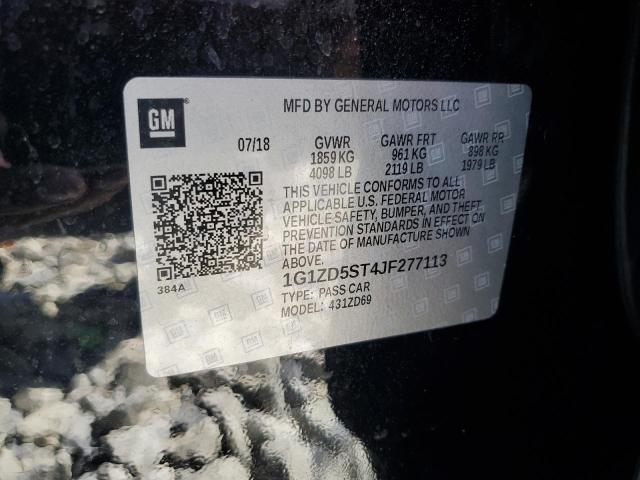 GM
MFD BY GENERAL MOTORS LLC
07/18 GVWR GAWR FRT GAWR RR
1859 KG 961 KG 898 KG
4098 LB 2119 LB 1979 LB
THIS VEHICLE CONFORMS TO ALL
APPLICABLE U.S. FEDERAL MOTOR
VEHICLE SAFETY, BUMPER, AND THEFT
PREVENTION STANDARDS IN EFFECT ON
THE DATE OF MANUFACTURE SHOWN
ABOVE.
384A
1G1ZD5ST4JF277113
TYPE: PASS CAR
MODEL: 431ZD69